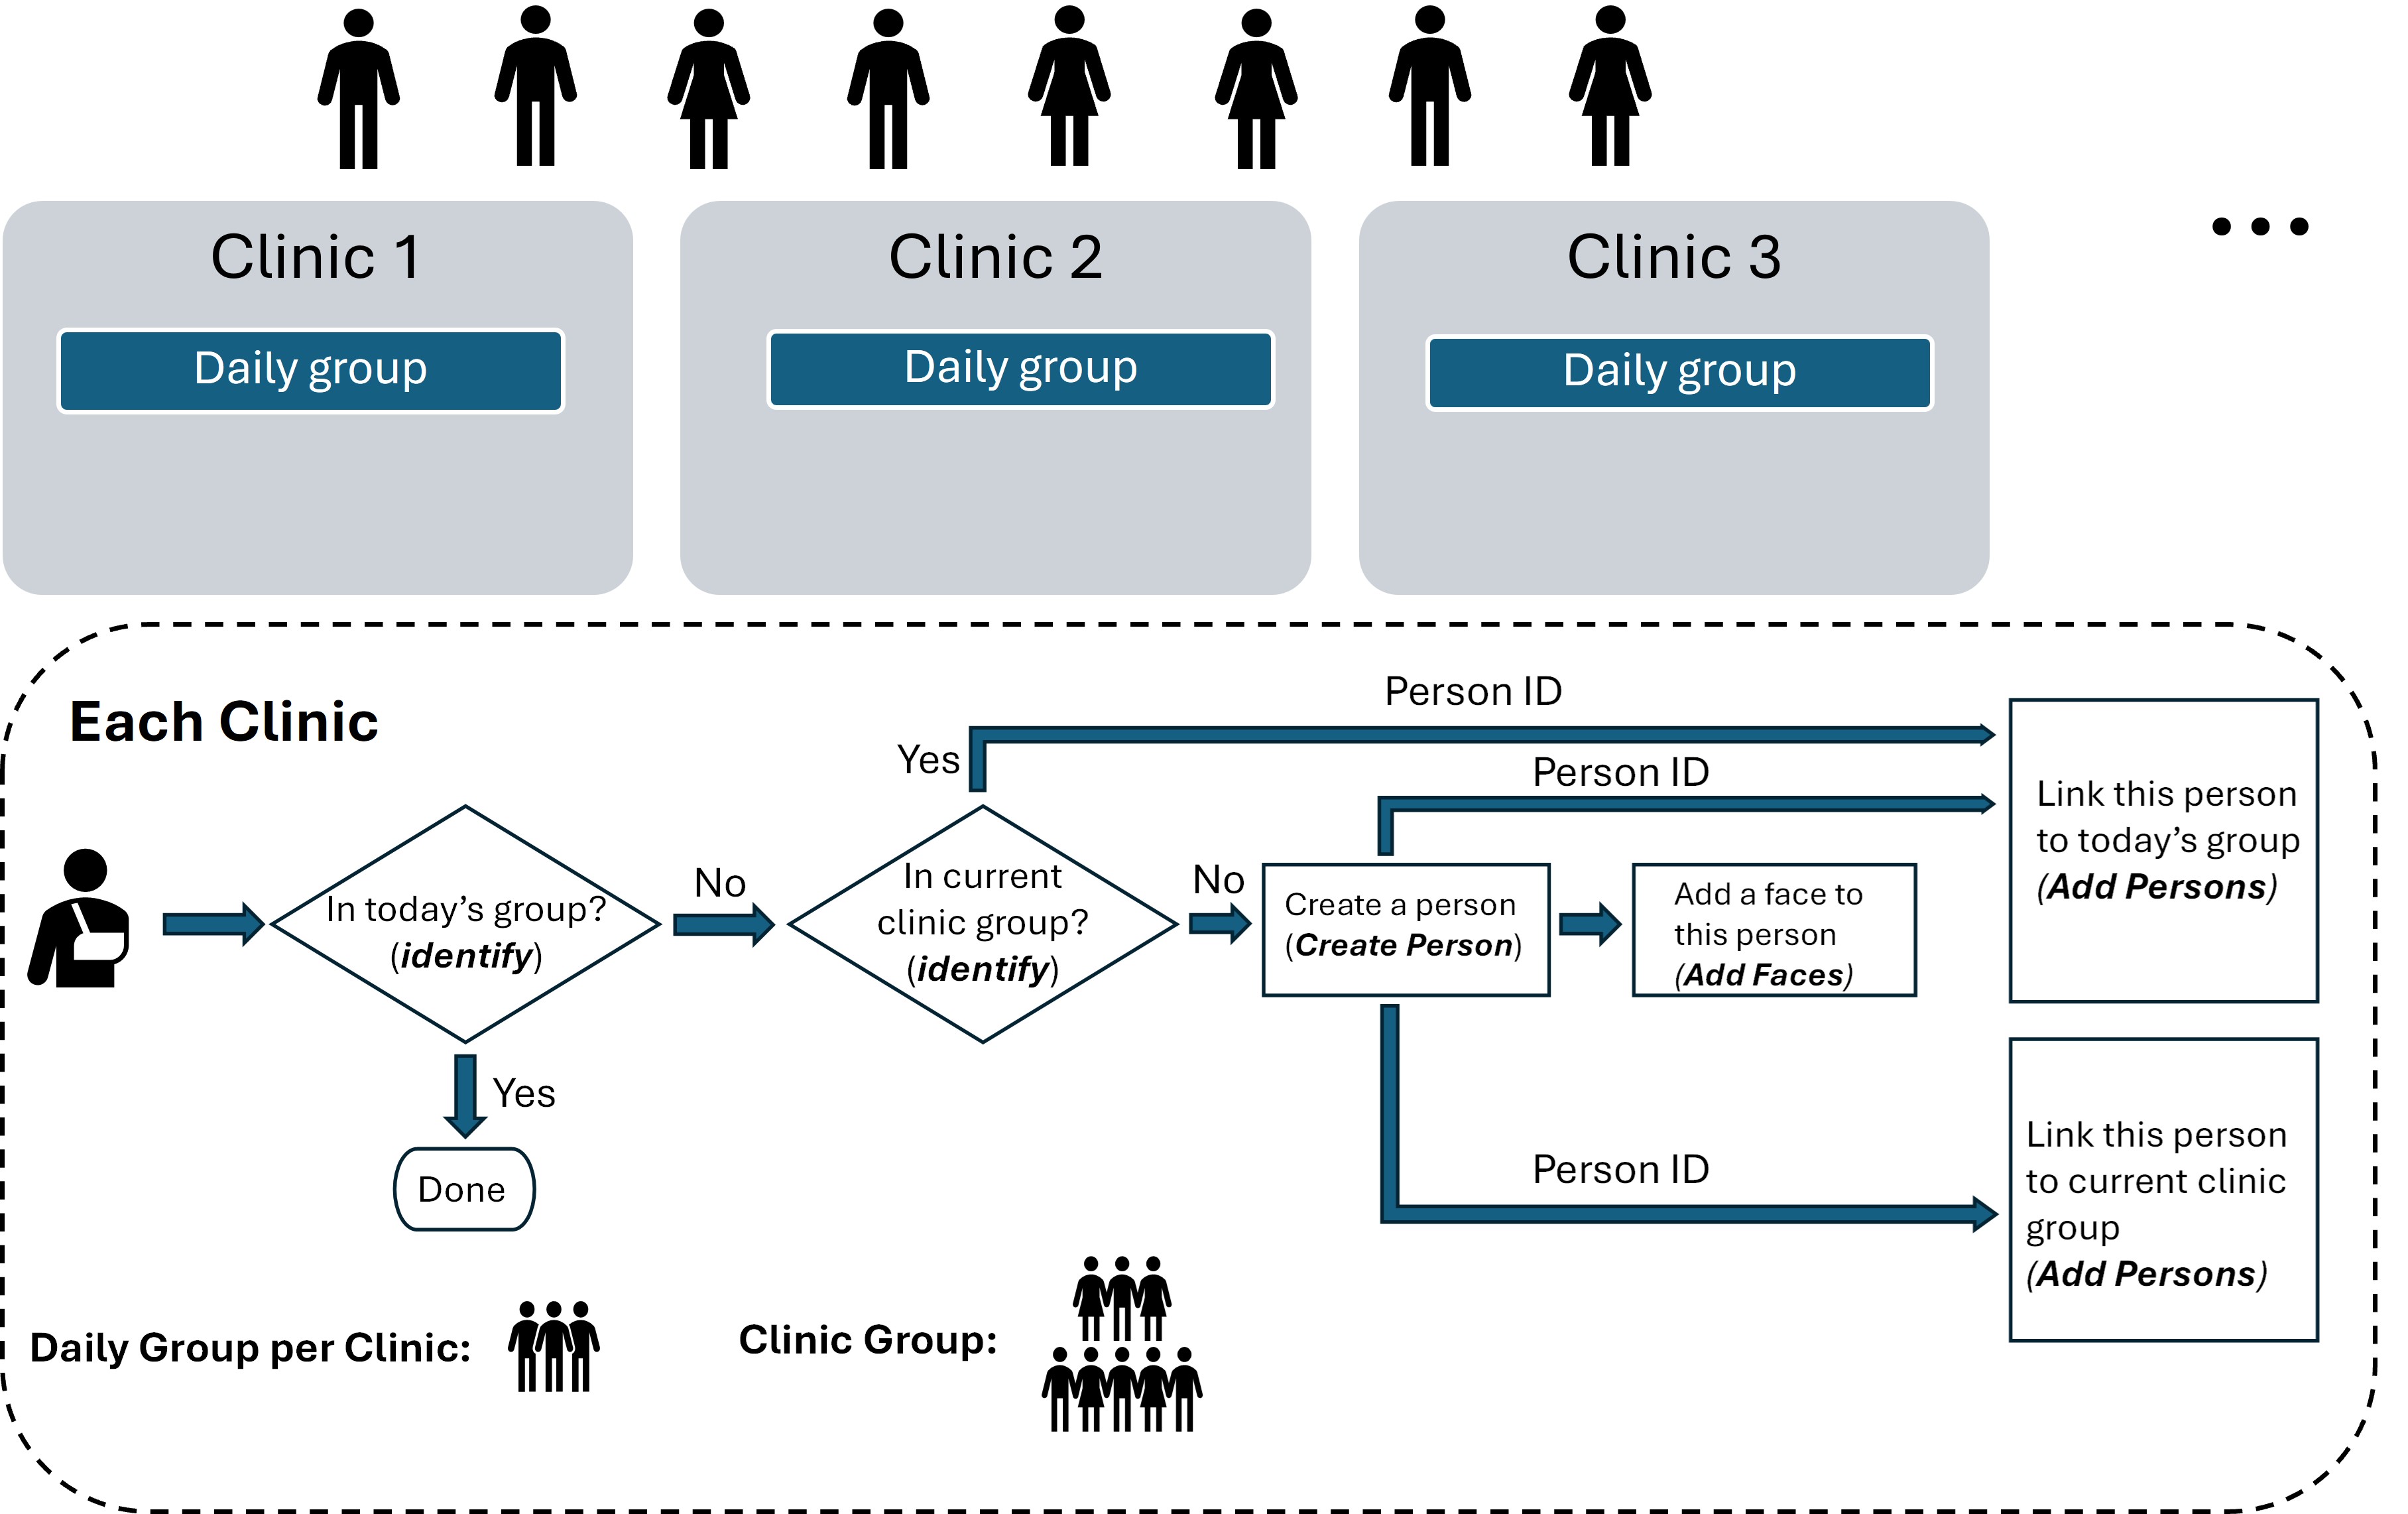 Clinic 1
Clinic 2
Clinic 3
Daily group
Daily group
Daily group
Each Clinic
Person ID
Yes
Person ID
In today's group?
(identify)
No
In current
clinic group?
(identify)
No
Create a person
(Create Person)
Add a face to
this person
(Add Faces)
Link this person
to today’s group
(Add Persons)
Yes
Done
Person ID
Link this person
to current clinic
group
(Add Persons)
Daily Group per Clinic:
Clinic Group: